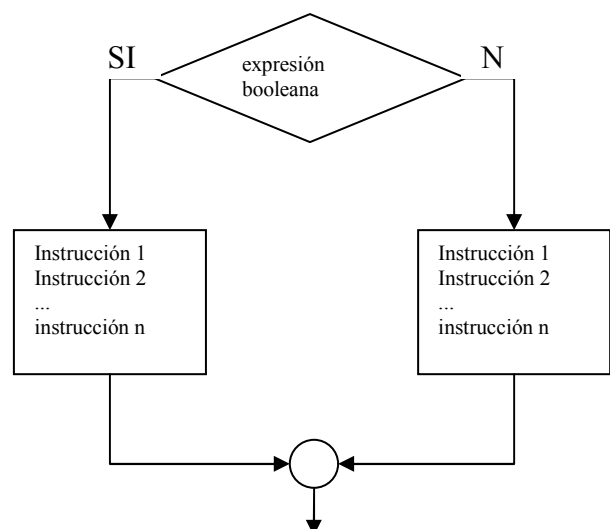 SI
expresión
booleana
N
Instrucción 1
Instrucción 2
...
instrucción n
Instrucción 1
Instrucción 2
...
instrucción n